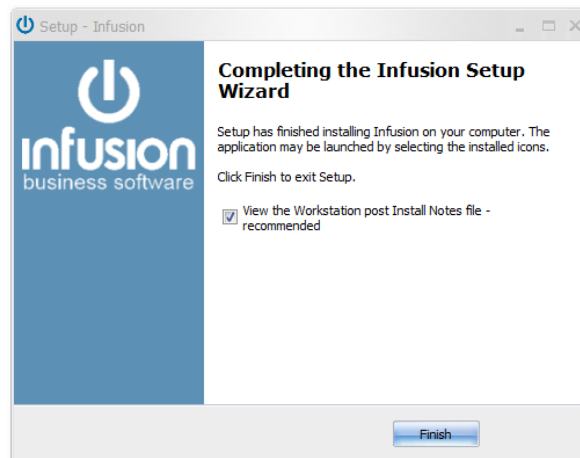 Setup - Infusion
Completing the Infusion Setup
Wizard
Setup has finished installing Infusion on your computer. The
application may be launched by selecting the installed icons.
Click Finish to exit Setup.
View the Workstation post Install Notes file -
recommended
infusion
business software
Finish